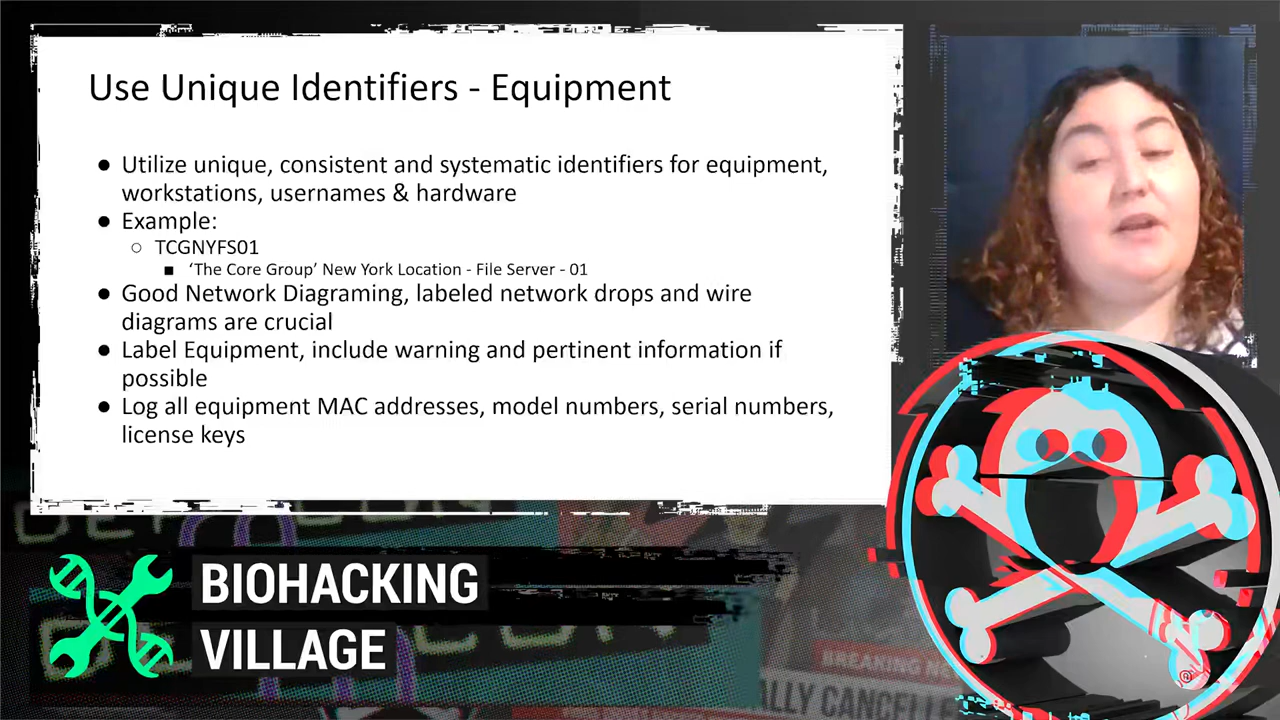 Use Unique Identifiers - Equipment
● Utilize unique, consistent and systematic identifiers for equipment,
workstations, usernames & hardware
● Example:
○ TCGNYFS01
■ ‘The Core Group’ New York Location - File Server - 01
● Good Network Diagraming, labeled network drops and wire
diagrams are crucial
● Label Equipment, include warning and pertinent information if
possible
● Log all equipment MAC addresses, model numbers, serial numbers,
license keys
BIOHACKING
VILLAGE
BREAKING
CANCELLE
®